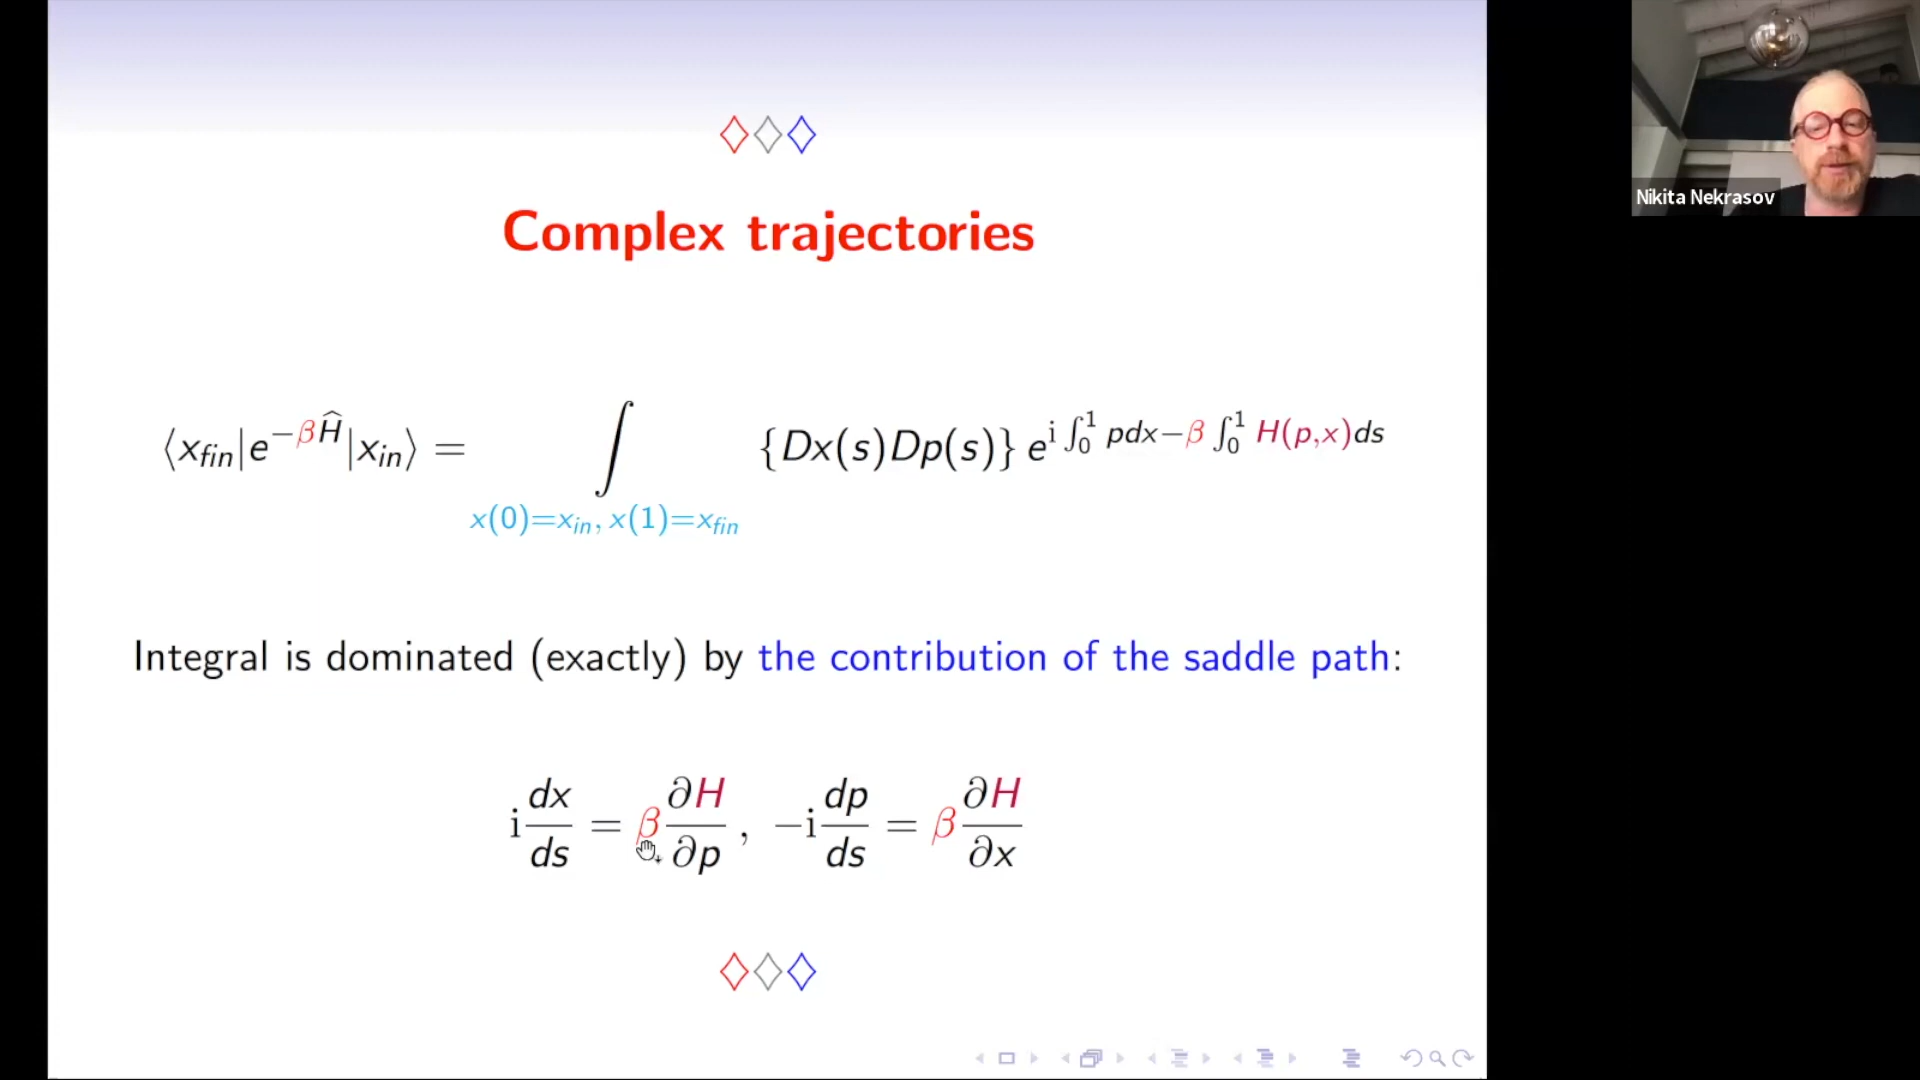 Complex trajectories
⟨x_fin|e^{−βĤ}|x_in⟩ = ∫_{x(0)=x_in, x(1)=x_fin} {Dx(s)Dp(s)} e^{i∫_0^1 pdx−β∫_0^1 H(p,x)ds}
Integral is dominated (exactly) by the contribution of the saddle path:
i dx/ds = β ∂H/∂p , −i dp/ds = β ∂H/∂x
Nikita Nekrasov